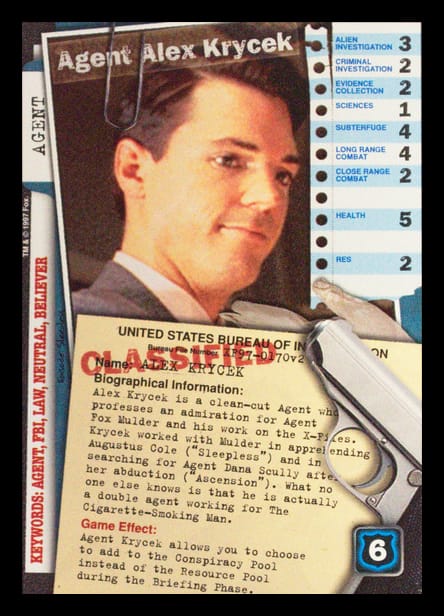 Agent Alex Krycek
ALIEN INVESTIGATION 3
CRIMINAL INVESTIGATION 2
EVIDENCE COLLECTION 2
SCIENCES 1
SUBTERFUGE 4
LONG RANGE COMBAT 4
CLOSE RANGE COMBAT 2
HEALTH 5
RES 2
AGENT
TM & © 1997 Fox.
KEYWORDS: AGENT, FBI, LAW, NEUTRAL, BELIEVER
UNITED STATES BUREAU OF IN ON
Bureau File Number XF97-0170v2
CLASSIFIED
Name: ALEX KRYCEK
Biographical Information:
Alex Krycek is a clean-cut Agent who
professes an admiration for Agent
Fox Mulder and his work on the X-Files.
Krycek worked with Mulder in apprehending
Augustus Cole ("Sleepless") and in
searching for Agent Dana Scully after
her abduction ("Ascension"). What no
one else knows is that he is actually
a double agent working for The
Cigarette-Smoking Man.
Game Effect:
Agent Krycek allows you to choose
to add to the Conspiracy Pool
instead of the Resource Pool
during the Briefing Phase.
6